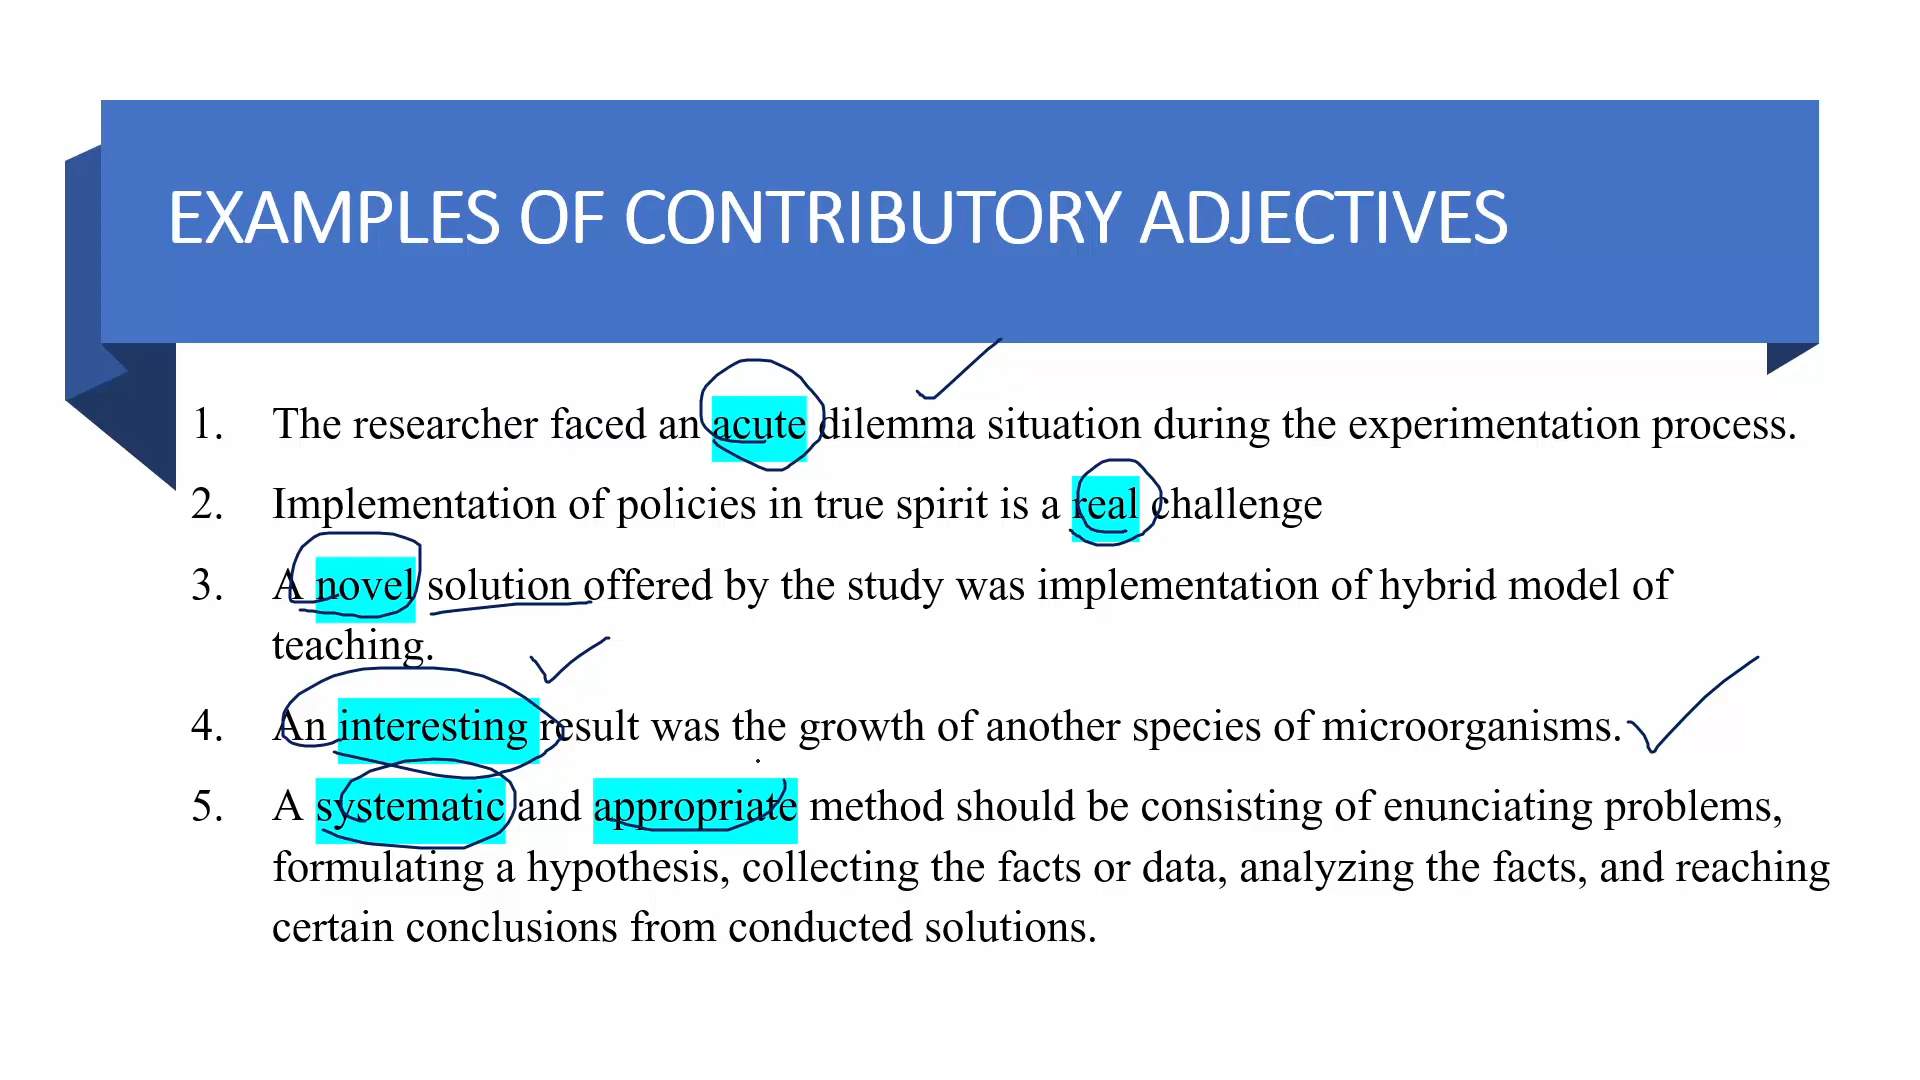 EXAMPLES OF CONTRIBUTORY ADJECTIVES
1. The researcher faced an acute dilemma situation during the experimentation process.
2. Implementation of policies in true spirit is a real challenge
3. A novel solution offered by the study was implementation of hybrid model of
teaching.
4. An interesting result was the growth of another species of microorganisms.
5. A systematic and appropriate method should be consisting of enunciating problems,
formulating a hypothesis, collecting the facts or data, analyzing the facts, and reaching
certain conclusions from conducted solutions.